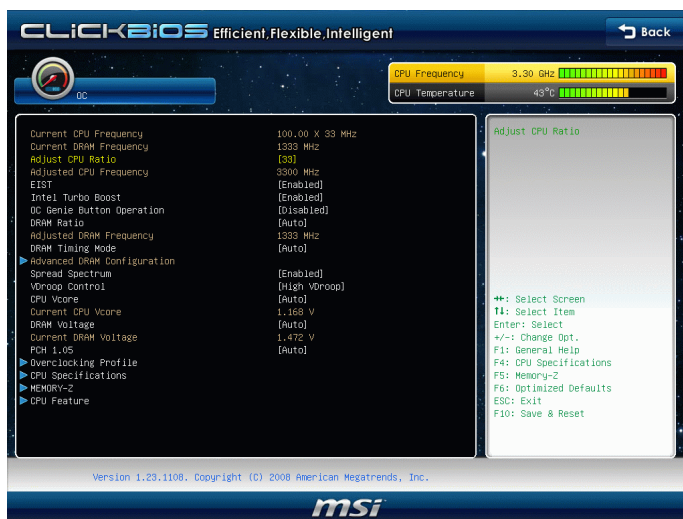 CLiCKBIOS Efficient,Flexible,Intelligent
Back
OC
CPU Frequency 3.30 GHz
CPU Temperature 43°C
Current CPU Frequency 100.00 X 33 MHz
Current DRAM Frequency 1333 MHz
Adjust CPU Ratio [33]
Adjusted CPU Frequency 3300 MHz
EIST [Enabled]
Intel Turbo Boost [Enabled]
OC Genie Button Operation [Disabled]
DRAM Ratio [Auto]
Adjusted DRAM Frequency 1333 MHz
DRAM Timing Mode [Auto]
Advanced DRAM Configuration
Spread Spectrum [Enabled]
VDroop Control [High VDroop]
CPU Vcore [Auto]
Current CPU Vcore 1.168 V
DRAM Voltage [Auto]
Current DRAM Voltage 1.472 V
PCH 1.05 [Auto]
Overclocking Profile
CPU Specifications
MEMORY-Z
CPU Feature
Adjust CPU Ratio
→←: Select Screen
↑↓: Select Item
Enter: Select
+/-: Change Opt.
F1: General Help
F4: CPU Specifications
F5: Memory-Z
F6: Optimized Defaults
ESC: Exit
F10: Save & Reset
Version 1.23.1108. Copyright (C) 2008 American Megatrends, Inc.
msi